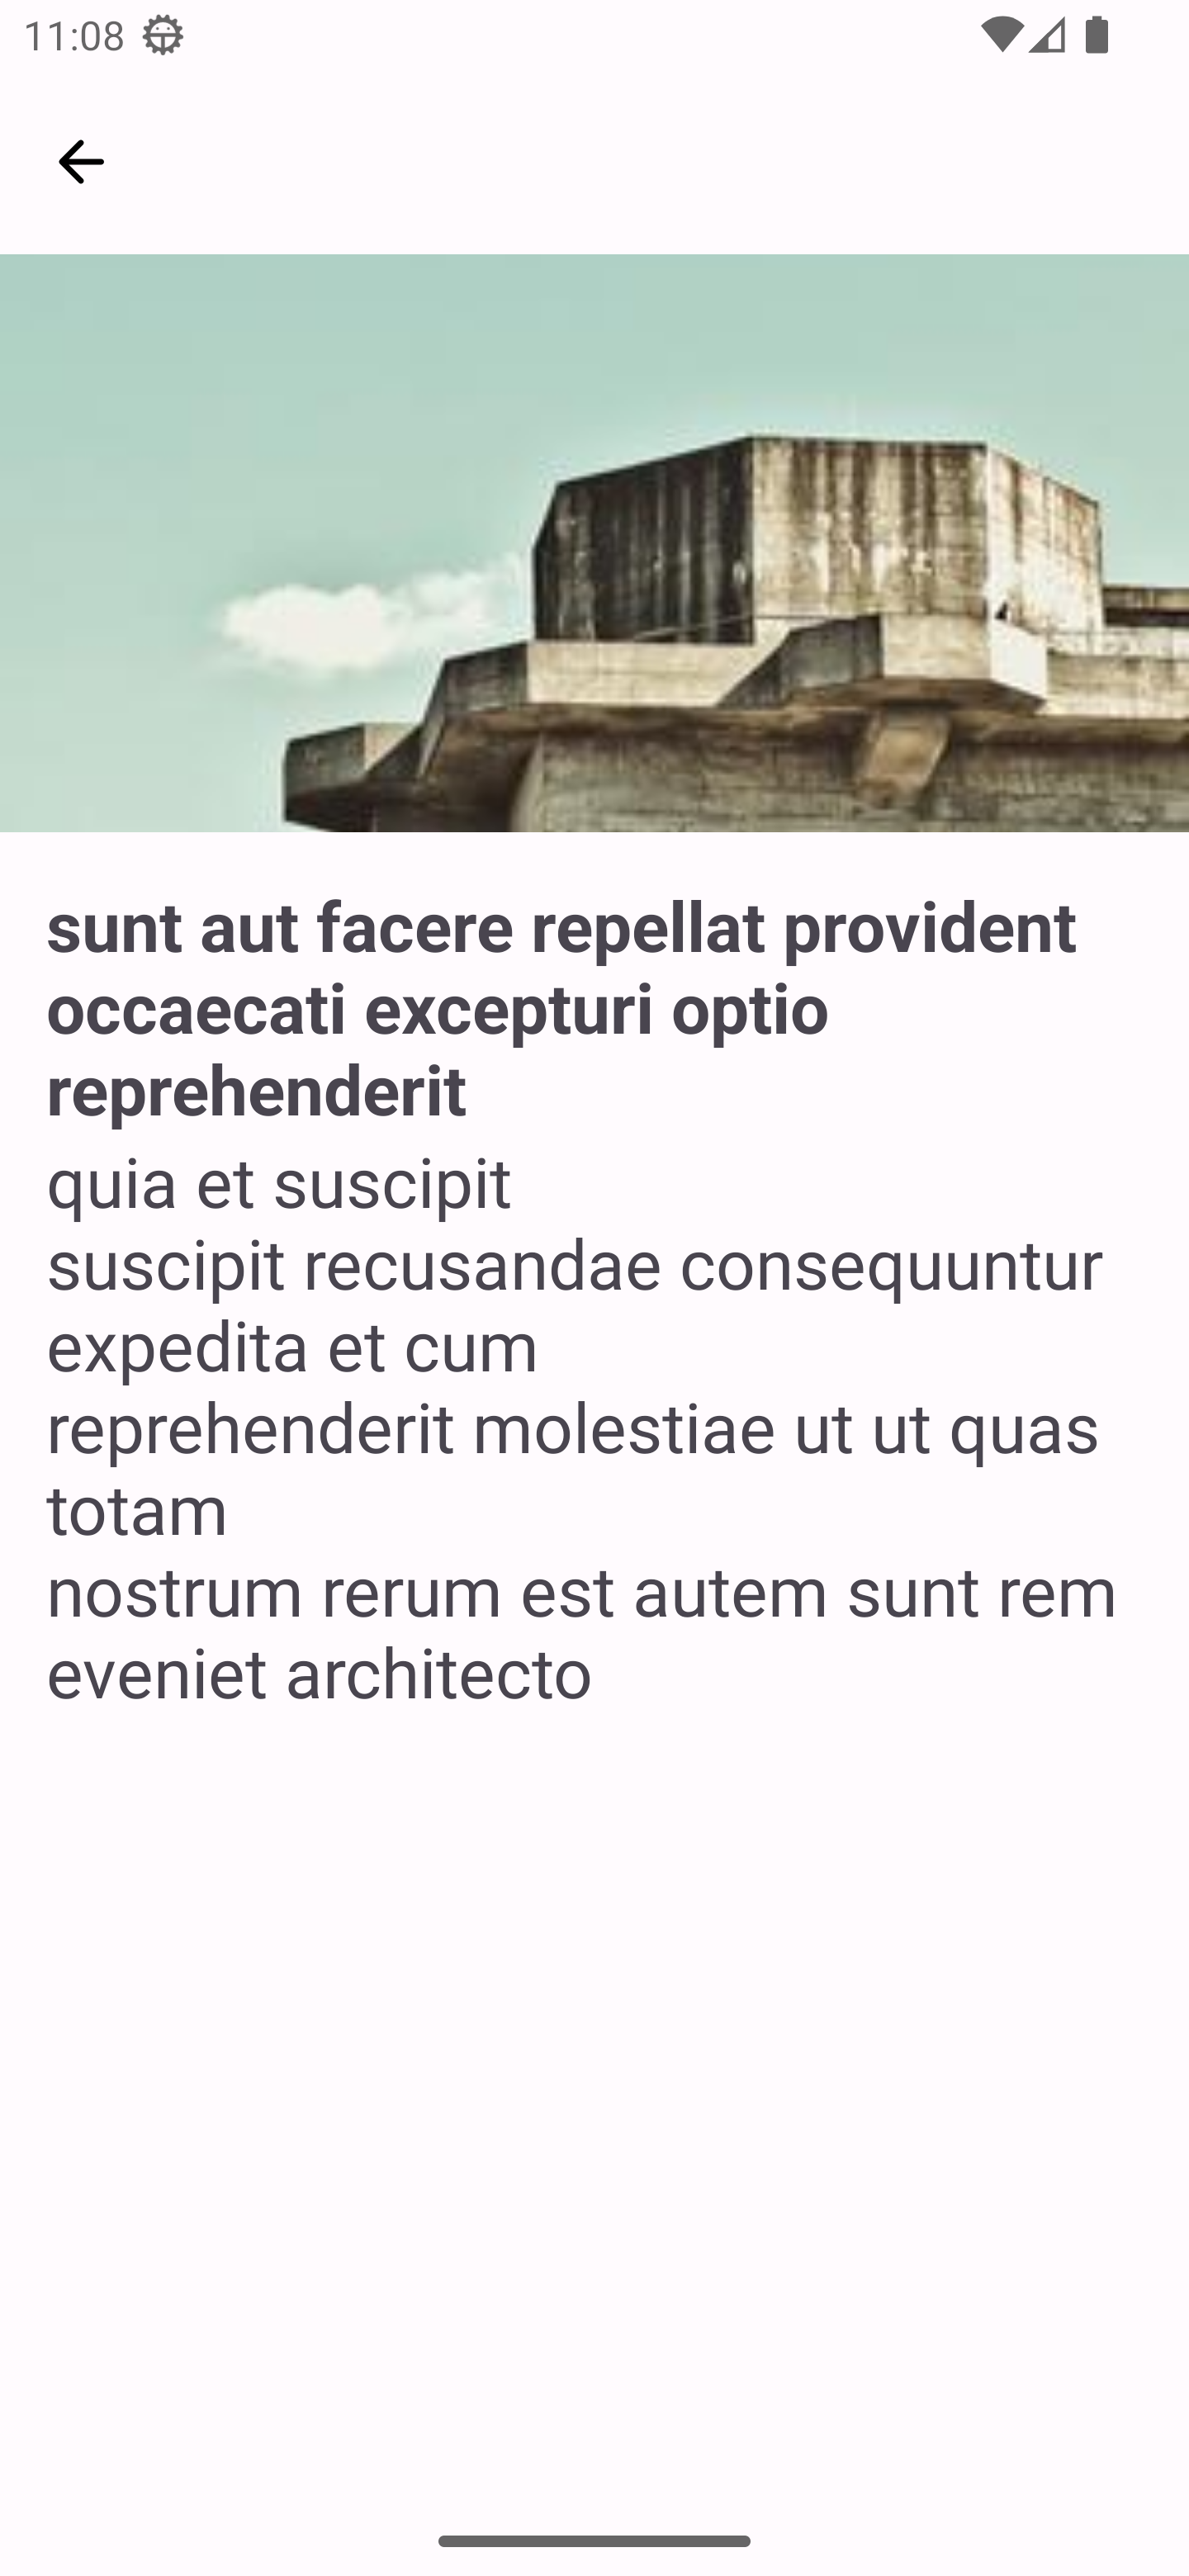 11:08
sunt aut facere repellat provident
occaecati excepturi optio
reprehenderit
quia et suscipit
suscipit recusandae consequuntur
expedita et cum
reprehenderit molestiae ut ut quas
totam
nostrum rerum est autem sunt rem
eveniet architecto